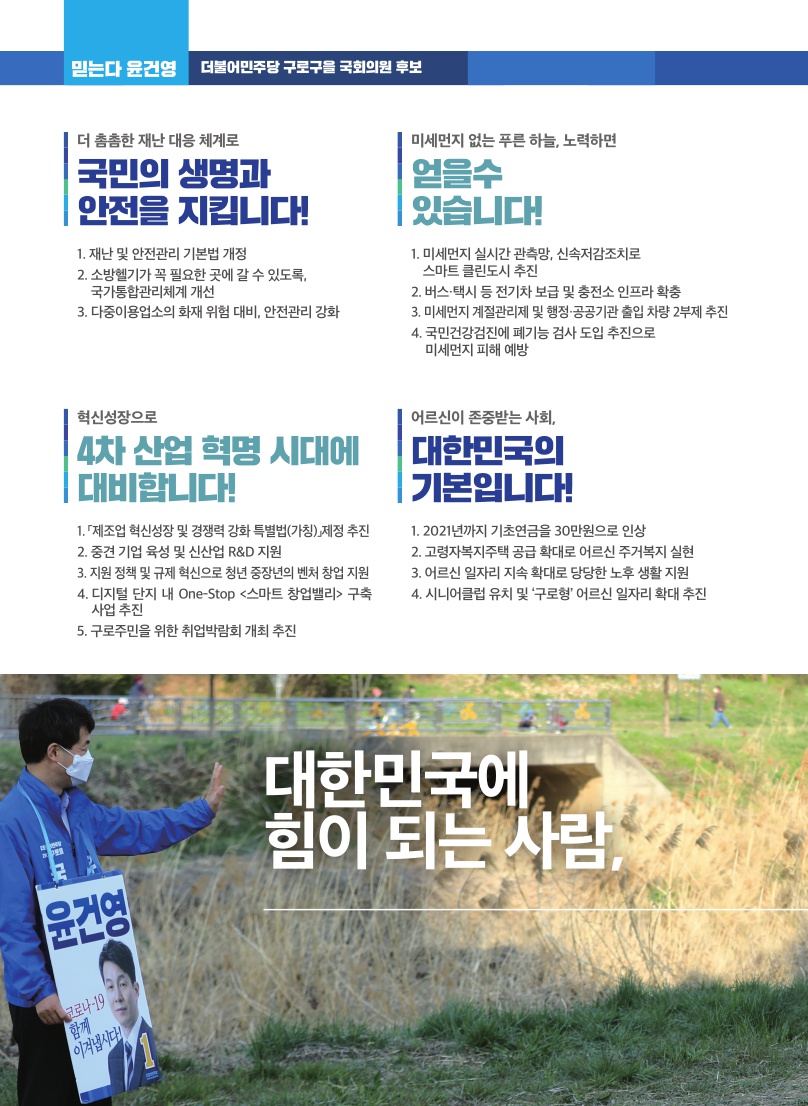 믿는다 윤건영
더불어민주당 구로구을 국회의원 후보
더 촘촘한 재난 대응 체계로
국민의 생명과
안전을 지킵니다!
1. 재난 및 안전관리 기본법 개정
2. 소방헬기가 꼭 필요한 곳에 갈 수 있도록,
국가통합관리체계 개선
3. 다중이용업소의 화재 위험 대비, 안전관리 강화
미세먼지 없는 푸른 하늘, 노력하면
얻을수
있습니다!
1. 미세먼지 실시간 관측망, 신속저감조치로
스마트 클린도시 추진
2. 버스·택시 등 전기차 보급 및 충전소 인프라 확충
3. 미세먼지 계절관리제 및 행정·공공기관 출입 차량 2부제 추진
4. 국민건강검진에 폐기능 검사 도입 추진으로
미세먼지 피해 예방
혁신성장으로
4차 산업 혁명 시대에
대비합니다!
1. 「제조업 혁신성장 및 경쟁력 강화 특별법(가칭)」제정 추진
2. 중견 기업 육성 및 신산업 R&D 지원
3. 지원 정책 및 규제 혁신으로 청년 중장년의 벤처 창업 지원
4. 디지털 단지 내 One-Stop <스마트 창업밸리> 구축
사업 추진
5. 구로주민을 위한 취업박람회 개최 추진
어르신이 존중받는 사회,
대한민국의
기본입니다!
1. 2021년까지 기초연금을 30만원으로 인상
2. 고령자복지주택 공급 확대로 어르신 주거복지 실현
3. 어르신 일자리 지속 확대로 당당한 노후 생활 지원
4. 시니어클럽 유치 및 ‘구로형’ 어르신 일자리 확대 추진
대한민국에
힘이 되는 사람,
윤건영
코로나-19
함께
이겨냅시다!
1